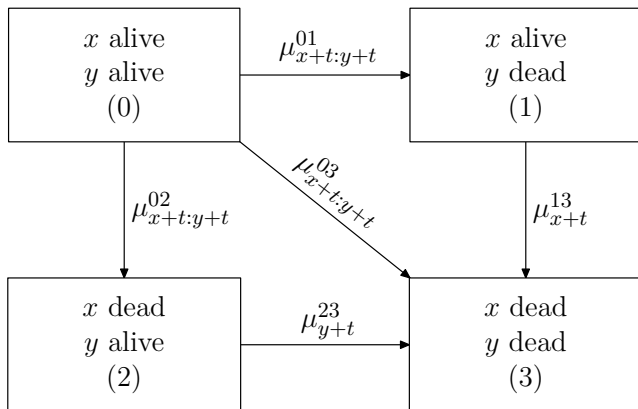 x alive
y alive
(0)
μ^{01}_{x+t:y+t}
x alive
y dead
(1)
μ^{02}_{x+t:y+t}
μ^{03}_{x+t:y+t}
μ^{13}_{x+t}
x dead
y alive
(2)
μ^{23}_{y+t}
x dead
y dead
(3)